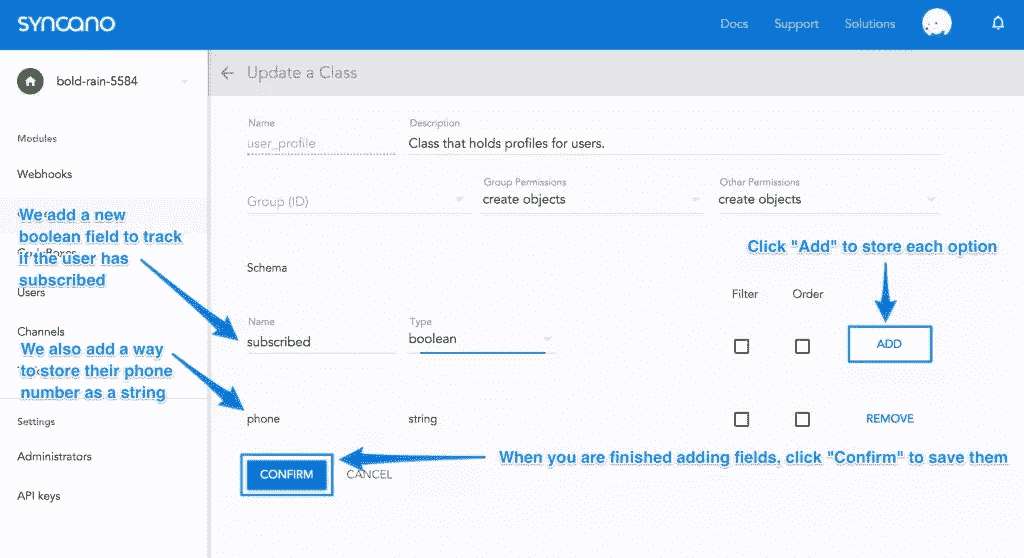 syncano
Docs Support Solutions
bold-rain-5584
Update a Class
Modules
Webhooks
Users
Channels
Settings
Administrators
API keys
Name
user_profile
Description
Class that holds profiles for users.
Group (ID)
Group Permissions
create objects
Other Permissions
create objects
We add a new
boolean field to track
if the user has
subscribed
Click "Add" to store each option
Schema
Filter Order
Name
subscribed
Type
boolean
ADD
We also add a way
to store their phone
number as a string
phone string REMOVE
When you are finished adding fields, click "Confirm" to save them
CONFIRM CANCEL